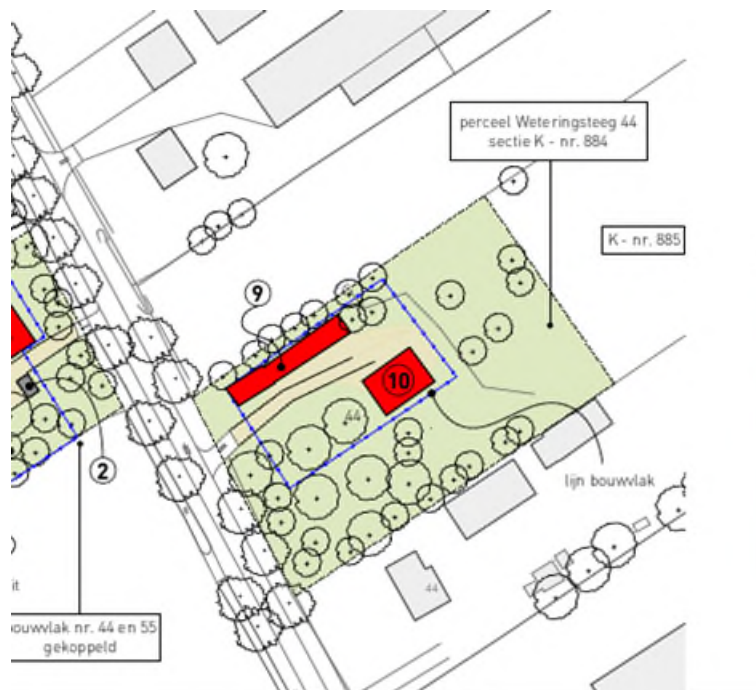 perceel Weteringsteeg 44
sectie K - nr. 884
K - nr. 885
9
10
44
2
lijn bouwvlak
44
it
bouwvlak nr. 44 en 55
gekoppeld